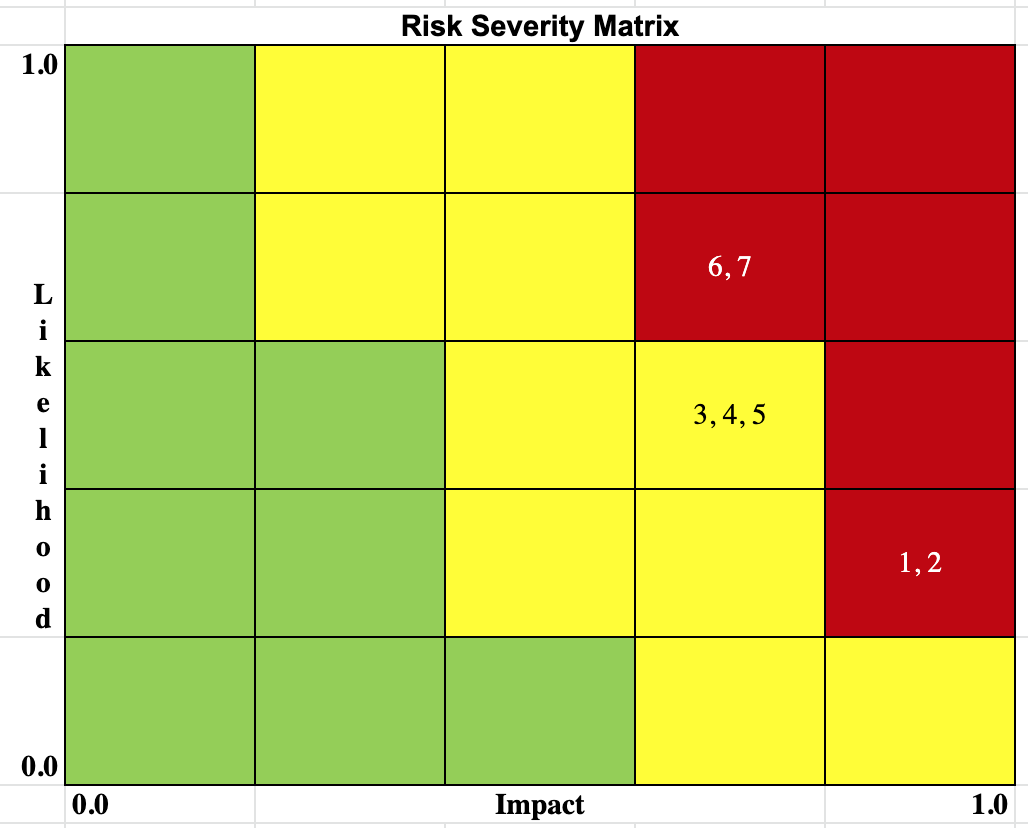 Risk Severity Matrix
1.0
6, 7
Likelihood
3, 4, 5
1, 2
0.0
0.0 Impact 1.0